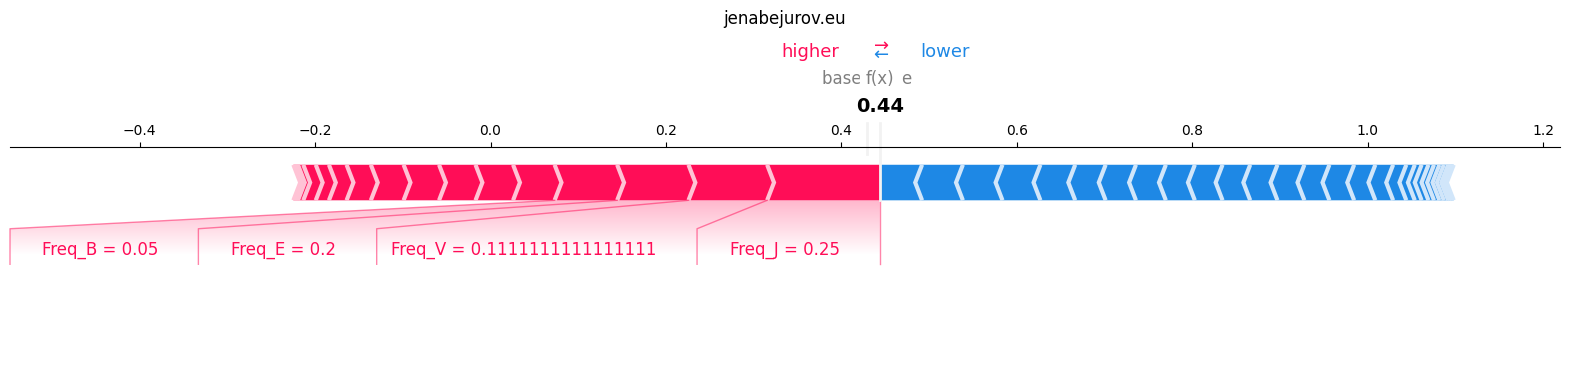 jenabejurov.eu
higher ⇄ lower
base f(x) e
0.44
−0.4 −0.2 0.0 0.2 0.4 0.6 0.8 1.0 1.2
Freq_B = 0.05 Freq_E = 0.2 Freq_V = 0.1111111111111111 Freq_J = 0.25